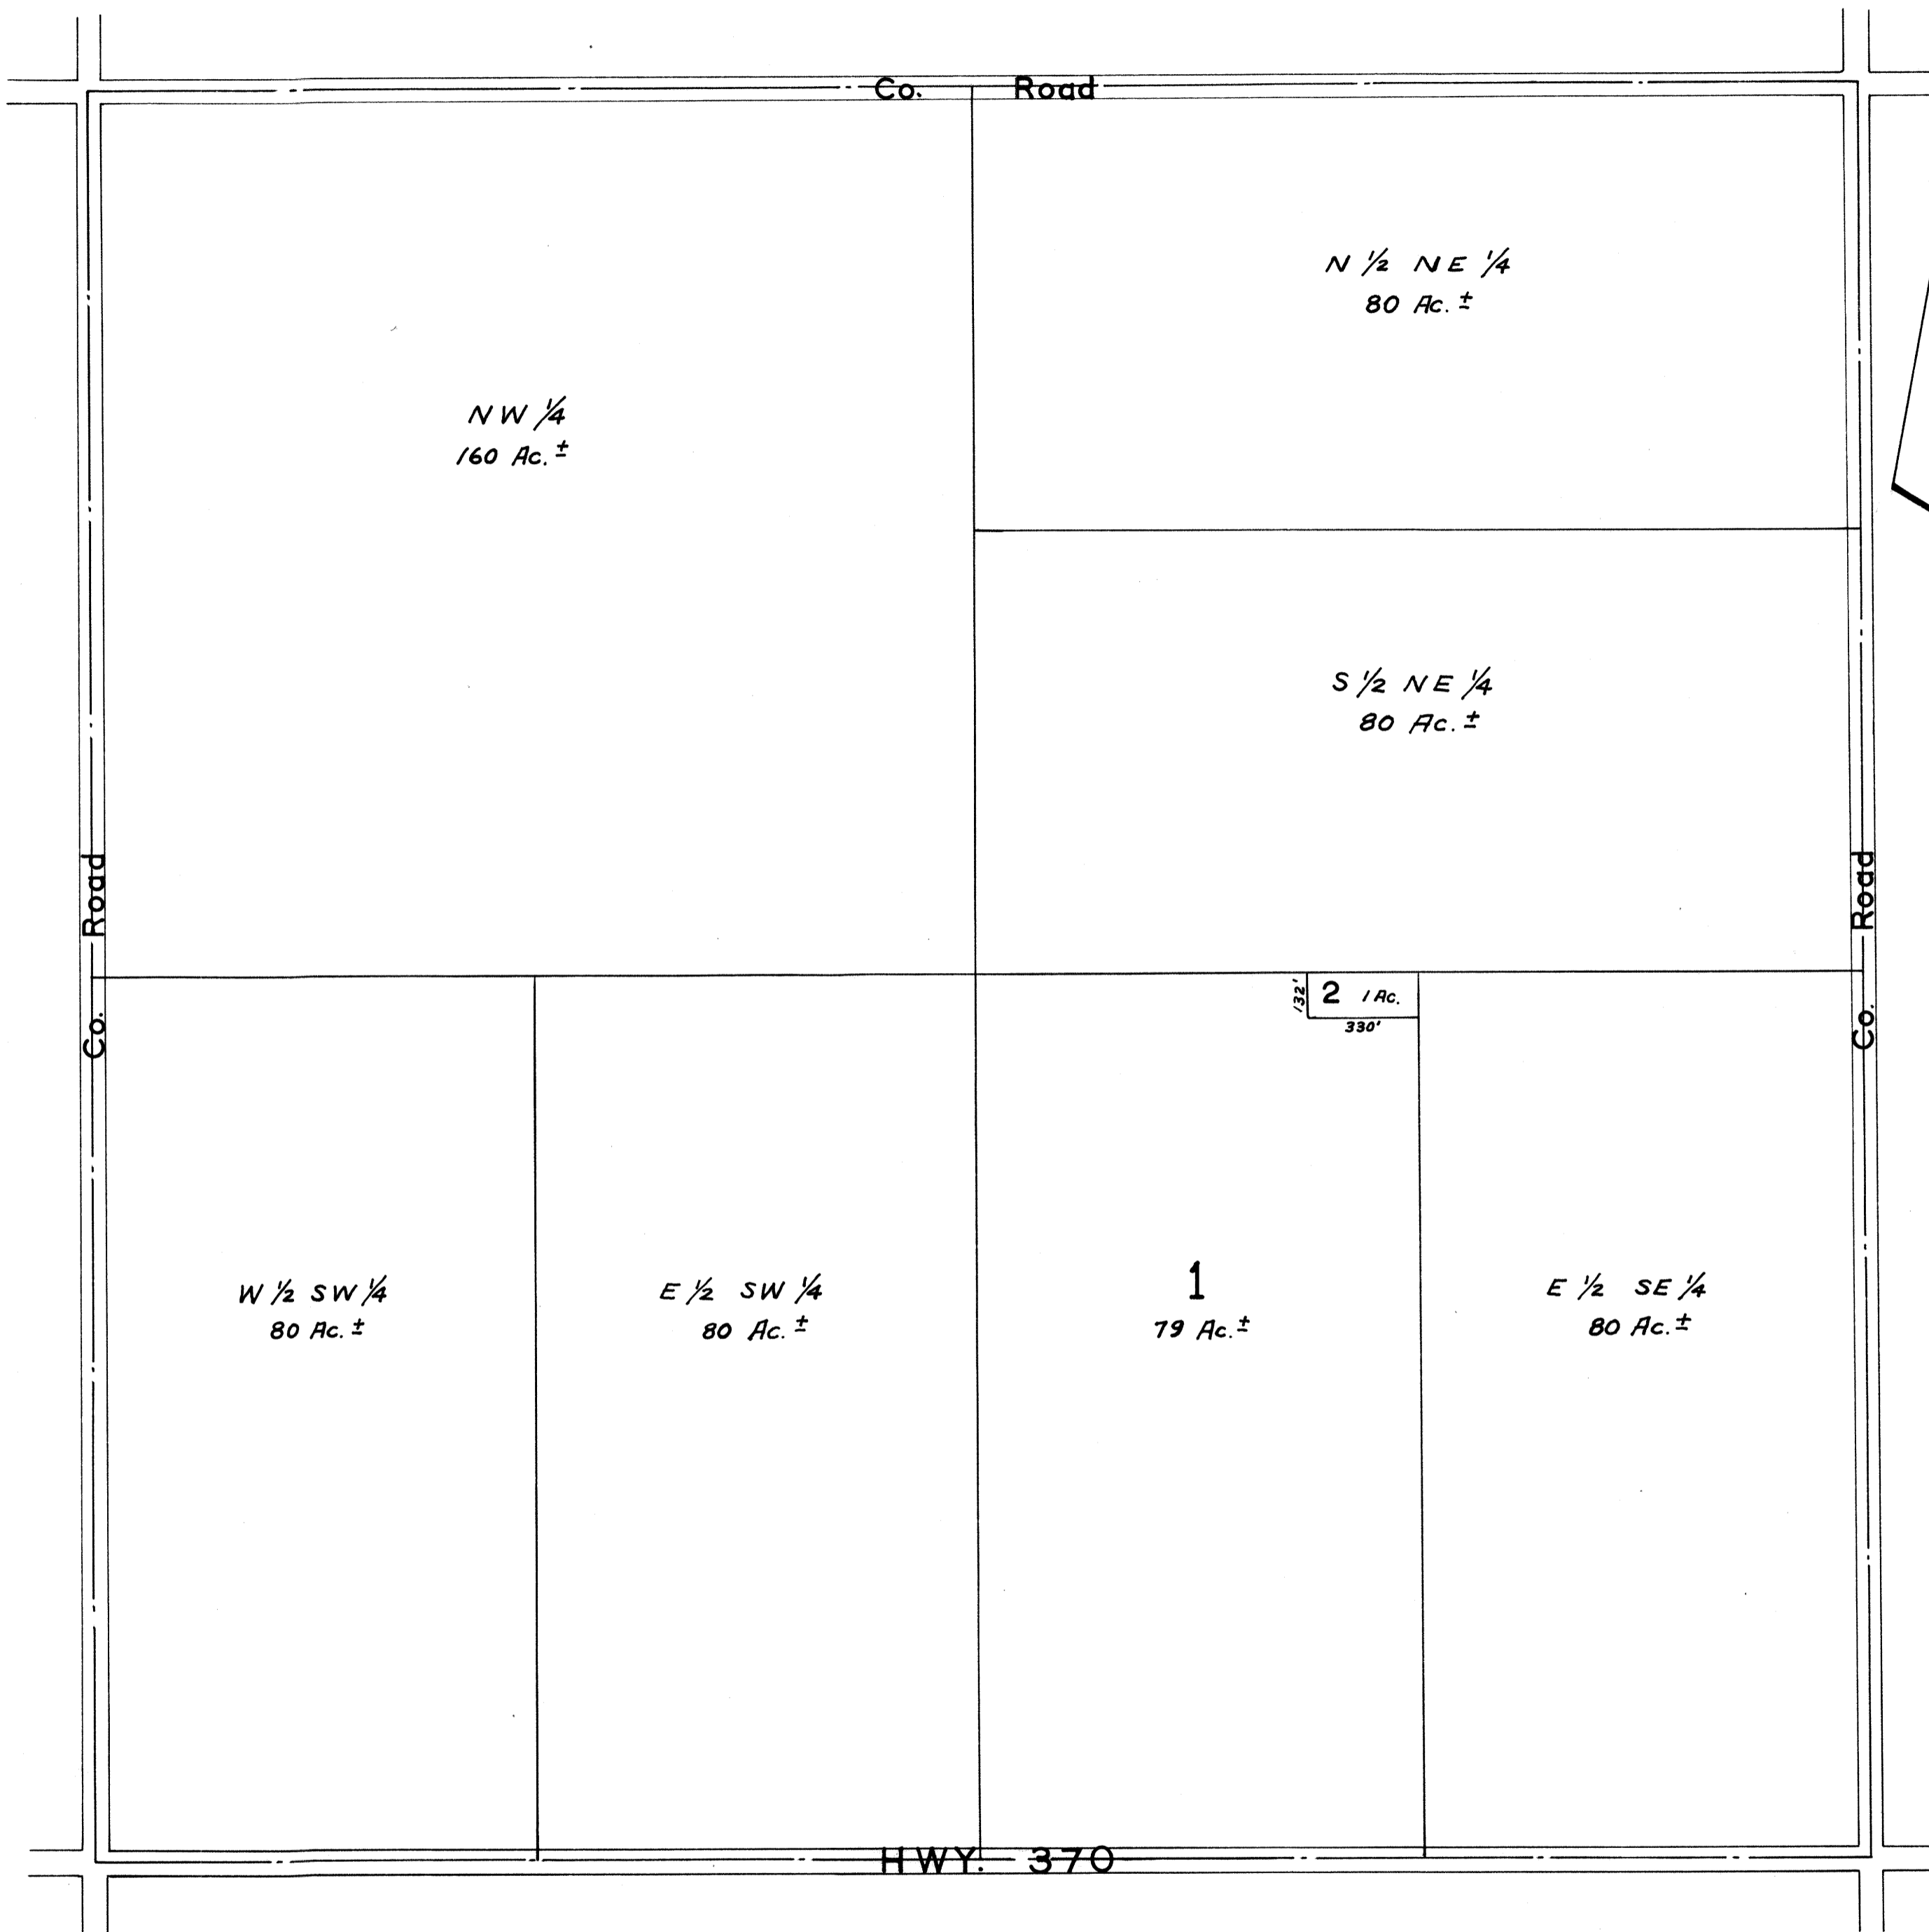 Co. Road
N ½ NE ¼
80 Ac. ±
NW ¼
160 Ac. ±
S ½ NE ¼
80 Ac. ±
Co. Road
Co. Road
132'
2 1 Ac.
330'
W ½ SW ¼
80 Ac. ±
E ½ SW ¼
80 Ac. ±
1
79 Ac. ±
E ½ SE ¼
80 Ac. ±
HWY. 370